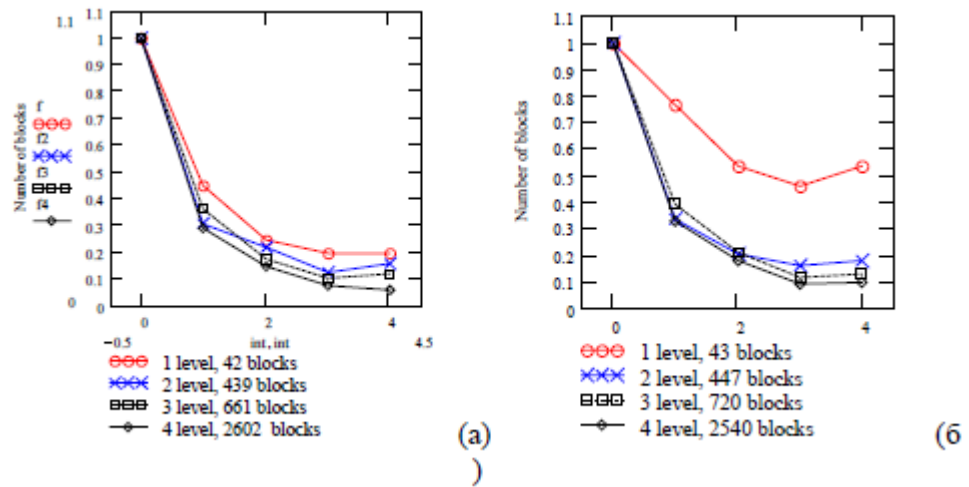 1.1
1.1
1
0.9
0.8
0.7
0.6
0.5
0.4
0.3
0.2
0.1
0
0
Number of blocks
f
f2
f3
f4
0
2
4
−0.5
int, int
4.5
1 level, 42 blocks
2 level, 439 blocks
3 level, 661 blocks
4 level, 2602 blocks
(a)
)
1.1
1
0.9
0.8
0.7
0.6
0.5
0.4
0.3
0.2
0.1
0
Number of blocks
0
2
4
1 level, 43 blocks
2 level, 447 blocks
3 level, 720 blocks
4 level, 2540 blocks
(6